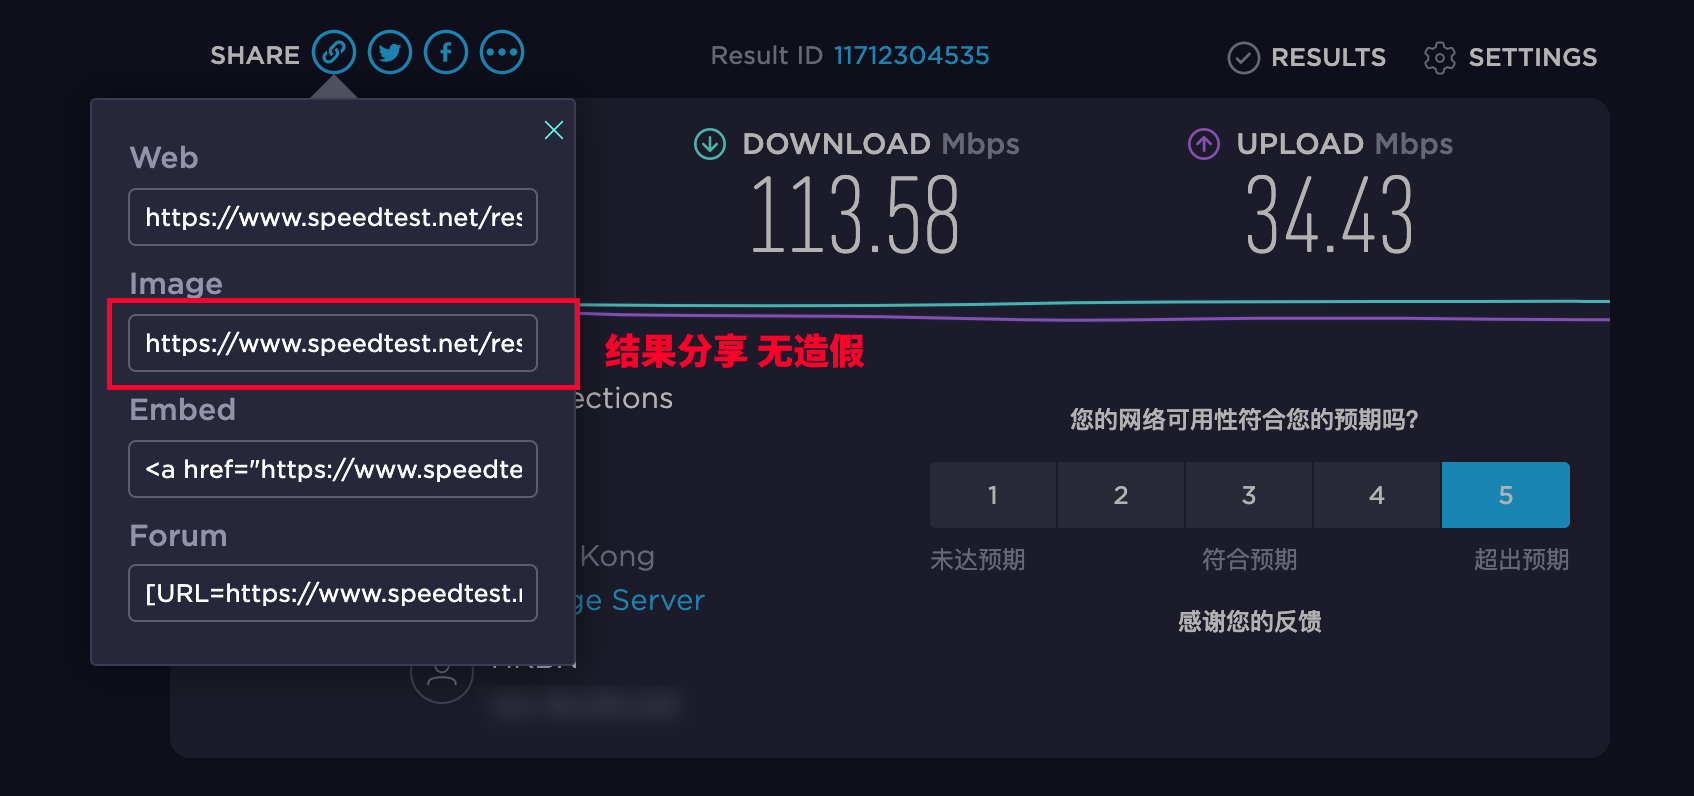 SHARE
Result ID 11712304535
RESULTS
SETTINGS
Web
https://www.speedtest.net/res
Image
https://www.speedtest.net/res
Embed
<a href="https://www.speedte
Forum
[URL=https://www.speedtest.
DOWNLOAD Mbps
113.58
UPLOAD Mbps
34.43
结果分享 无造假
ections
Kong
ge Server
您的网络可用性符合您的预期吗?
1 2 3 4 5
未达预期 符合预期 超出预期
感谢您的反馈